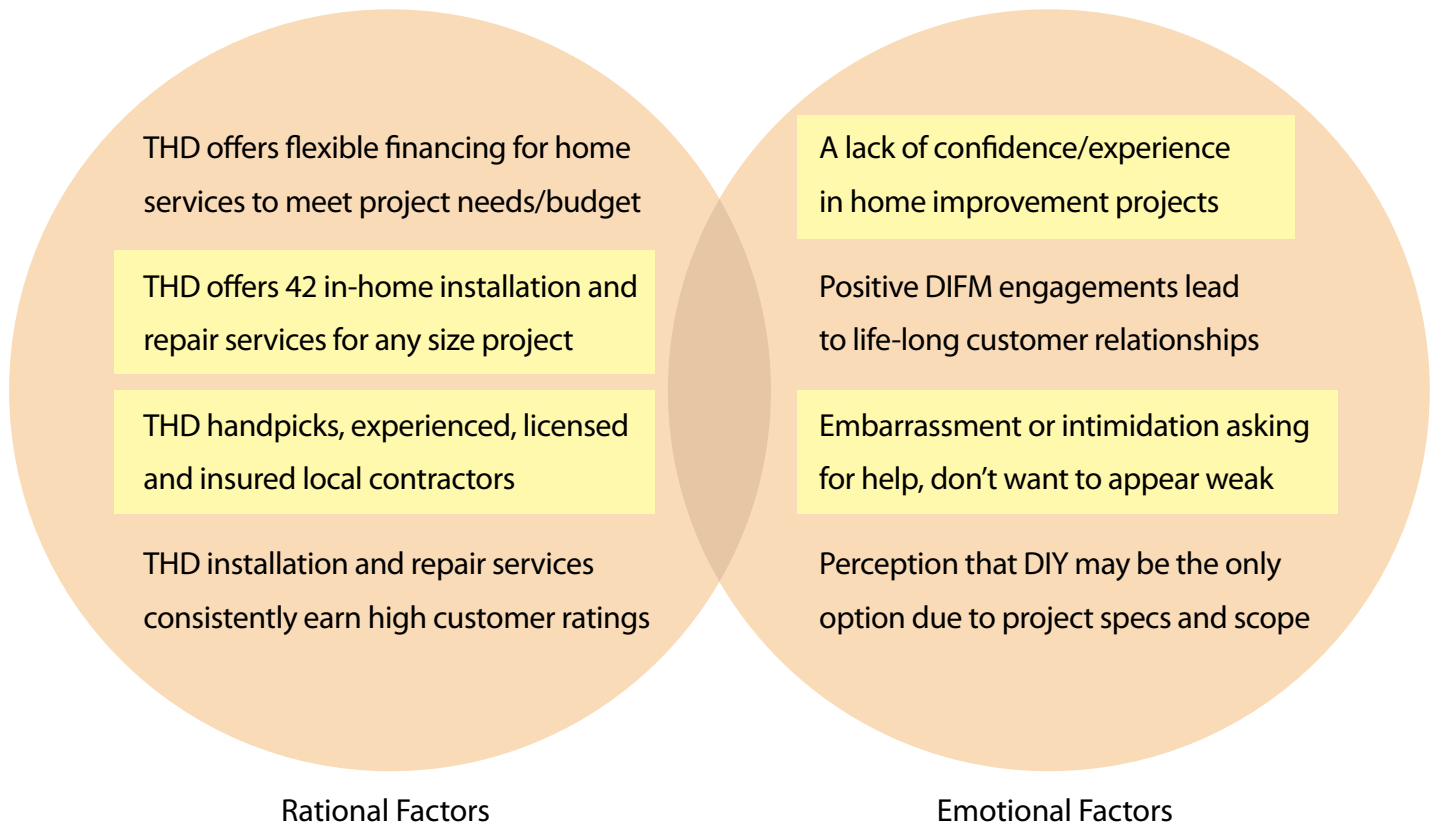 THD offers flexible financing for home
services to meet project needs/budget
THD offers 42 in-home installation and
repair services for any size project
THD handpicks, experienced, licensed
and insured local contractors
THD installation and repair services
consistently earn high customer ratings
Rational Factors
A lack of confidence/experience
in home improvement projects
Positive DIFM engagements lead
to life-long customer relationships
Embarrassment or intimidation asking
for help, don’t want to appear weak
Perception that DIY may be the only
option due to project specs and scope
Emotional Factors